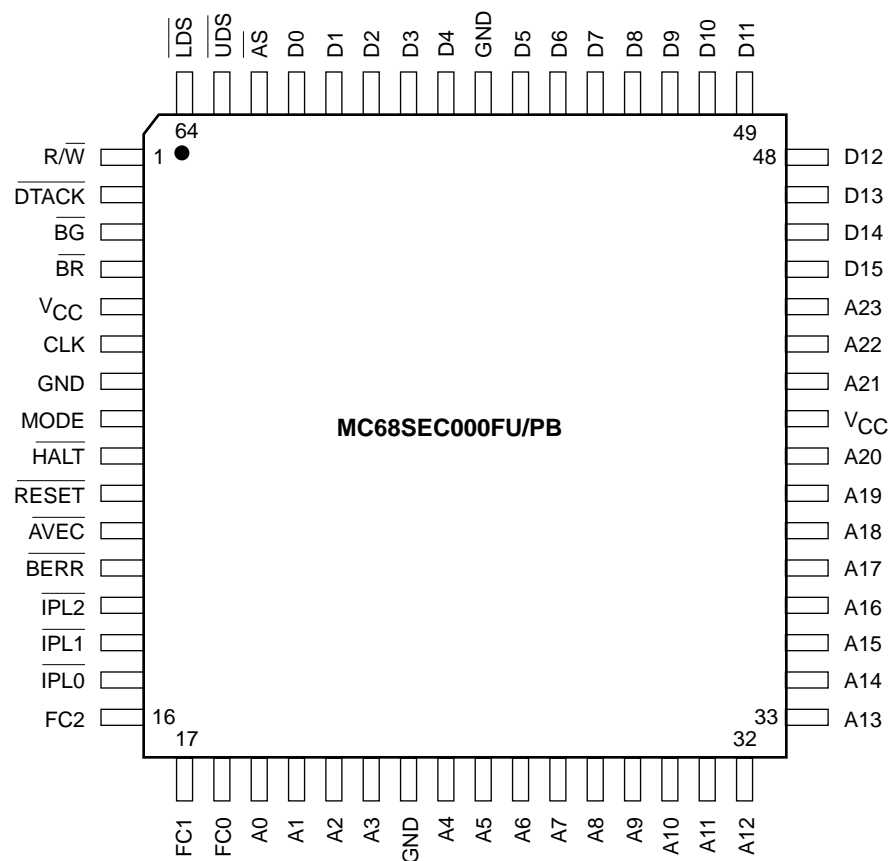 LDS UDS AS D0 D1 D2 D3 D4 GND D5 D6 D7 D8 D9 D10 D11
64 49
R/W 1 48 D12
DTACK D13
BG D14
BR D15
VCC A23
CLK A22
GND A21
MODE VCC
HALT A20
RESET A19
AVEC A18
BERR A17
IPL2 A16
IPL1 A15
IPL0 A14
FC2 16 33 A13
17 32
MC68SEC000FU/PB
FC1 FC0 A0 A1 A2 A3 GND A4 A5 A6 A7 A8 A9 A10 A11 A12